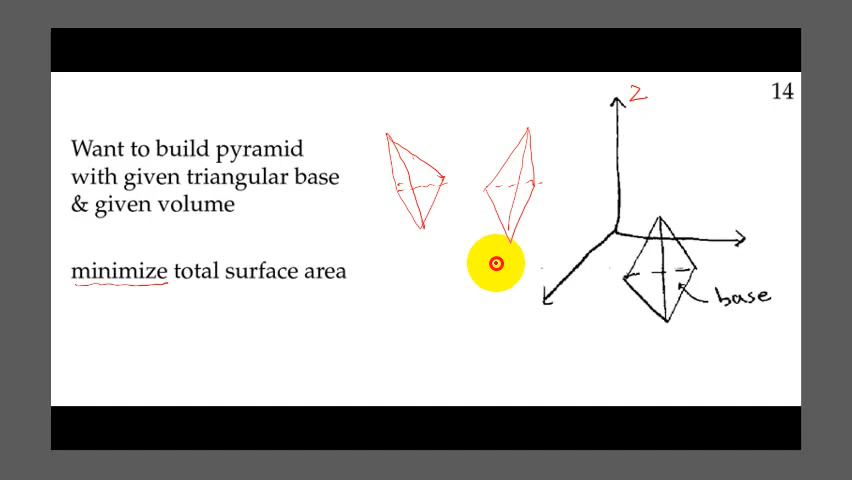 14
z
Want to build pyramid
with given triangular base
& given volume
minimize total surface area
base